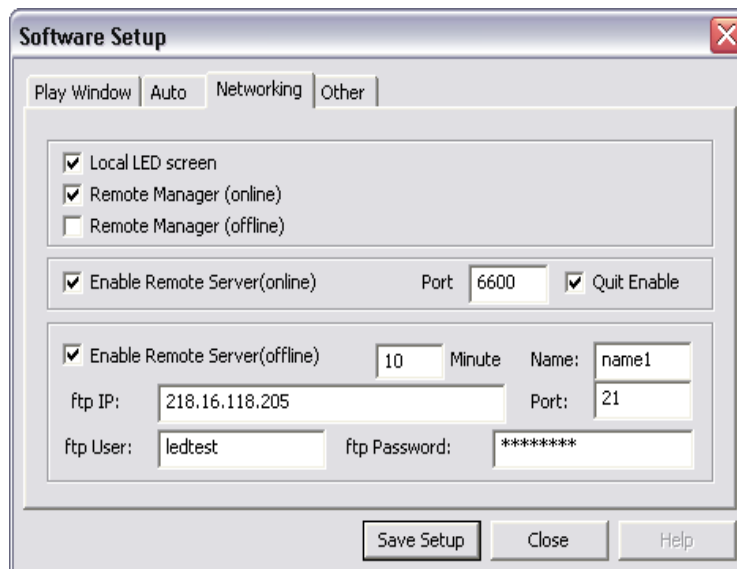 Software Setup
Play Window Auto Networking Other
Local LED screen
Remote Manager (online)
Remote Manager (offline)
Enable Remote Server(online) Port 6600 Quit Enable
Enable Remote Server(offline) 10 Minute Name: name1
ftp IP: 218.16.118.205 Port: 21
ftp User: ledtest ftp Password: ********
Save Setup Close Help